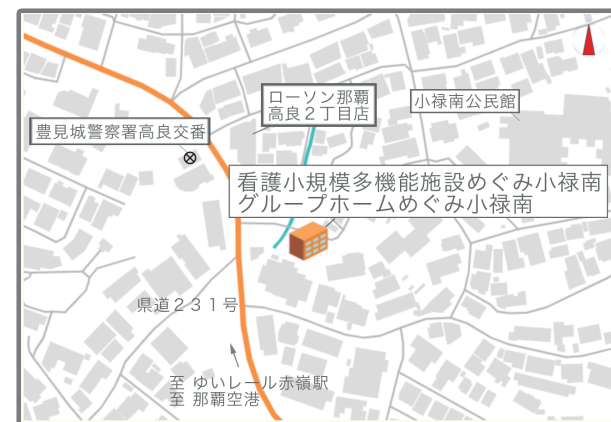 ローソン那覇
高良２丁目店
小禄南公民館
豊見城警察署高良交番
看護小規模多機能施設めぐみ小禄南
グループホームめぐみ小禄南
県道２３１号
至 ゆいレール赤嶺駅
至 那覇空港